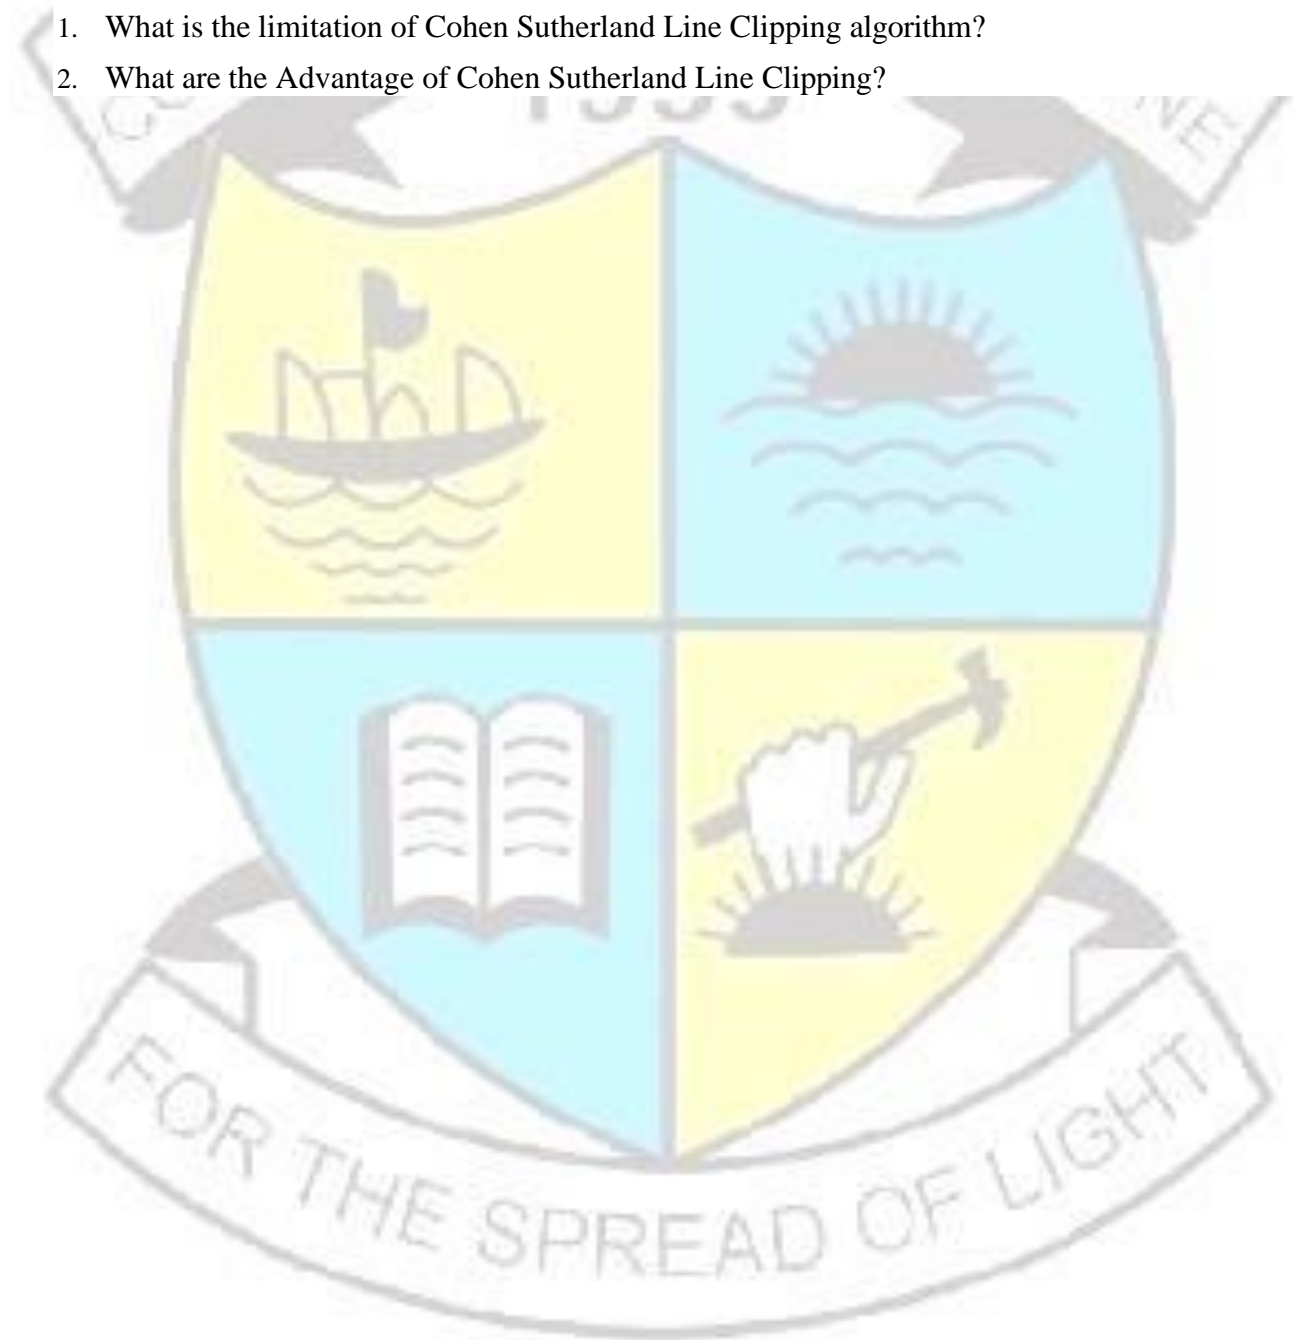 1. What is the limitation of Cohen Sutherland Line Clipping algorithm?
2. What are the Advantage of Cohen Sutherland Line Clipping?
FOR THE SPREAD OF LIGHT